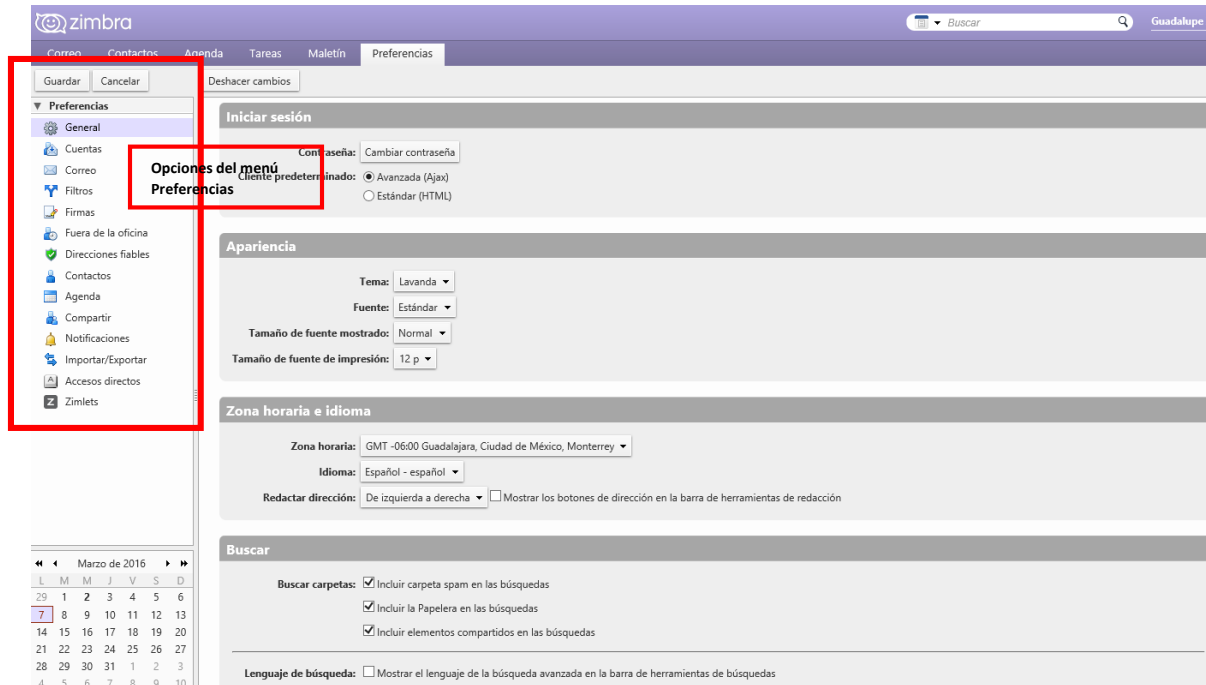 zimbra
Buscar
Guadalupe
Correo Contactos Agenda Tareas Maletín Preferencias
Guardar Cancelar Deshacer cambios
Preferencias
General
Cuentas
Correo
Filtros
Firmas
Fuera de la oficina
Direcciones fiables
Contactos
Agenda
Compartir
Notificaciones
Importar/Exportar
Accesos directos
Zimlets
Opciones del menú
Preferencias
Iniciar sesión
Contraseña: Cambiar contraseña
Cliente predeterminado: Avanzada (Ajax)
Estándar (HTML)
Apariencia
Tema: Lavanda
Fuente: Estándar
Tamaño de fuente mostrado: Normal
Tamaño de fuente de impresión: 12 p
Zona horaria e idioma
Zona horaria: GMT -06:00 Guadalajara, Ciudad de México, Monterrey
Idioma: Español - español
Redactar dirección: De izquierda a derecha Mostrar los botones de dirección en la barra de herramientas de redacción
Buscar
Buscar carpetas: Incluir carpeta spam en las búsquedas
Incluir la Papelera en las búsquedas
Incluir elementos compartidos en las búsquedas
Lenguaje de búsqueda: Mostrar el lenguaje de la búsqueda avanzada en la barra de herramientas de búsquedas
Marzo de 2016
L M M J V S D
29 1 2 3 4 5 6
7 8 9 10 11 12 13
14 15 16 17 18 19 20
21 22 23 24 25 26 27
28 29 30 31 1 2 3
4 5 6 7 8 9 10